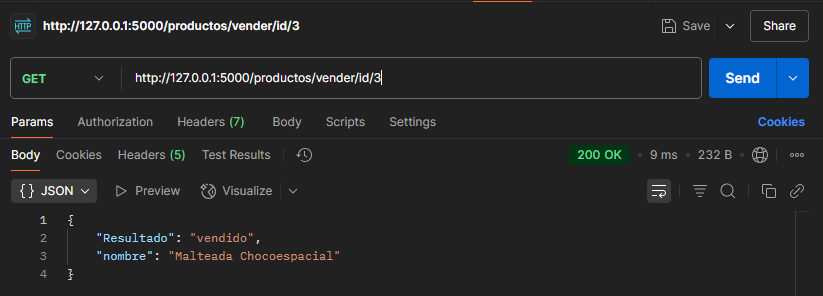 HTTP http://127.0.0.1:5000/productos/vender/id/3 Save Share
GET http://127.0.0.1:5000/productos/vender/id/3 Send
Params Authorization Headers (7) Body Scripts Settings Cookies
Body Cookies Headers (5) Test Results 200 OK • 9 ms • 232 B
{ } JSON Preview Visualize
1 {
2 "Resultado": "vendido",
3 "nombre": "Malteada Chocoespacial"
4 }